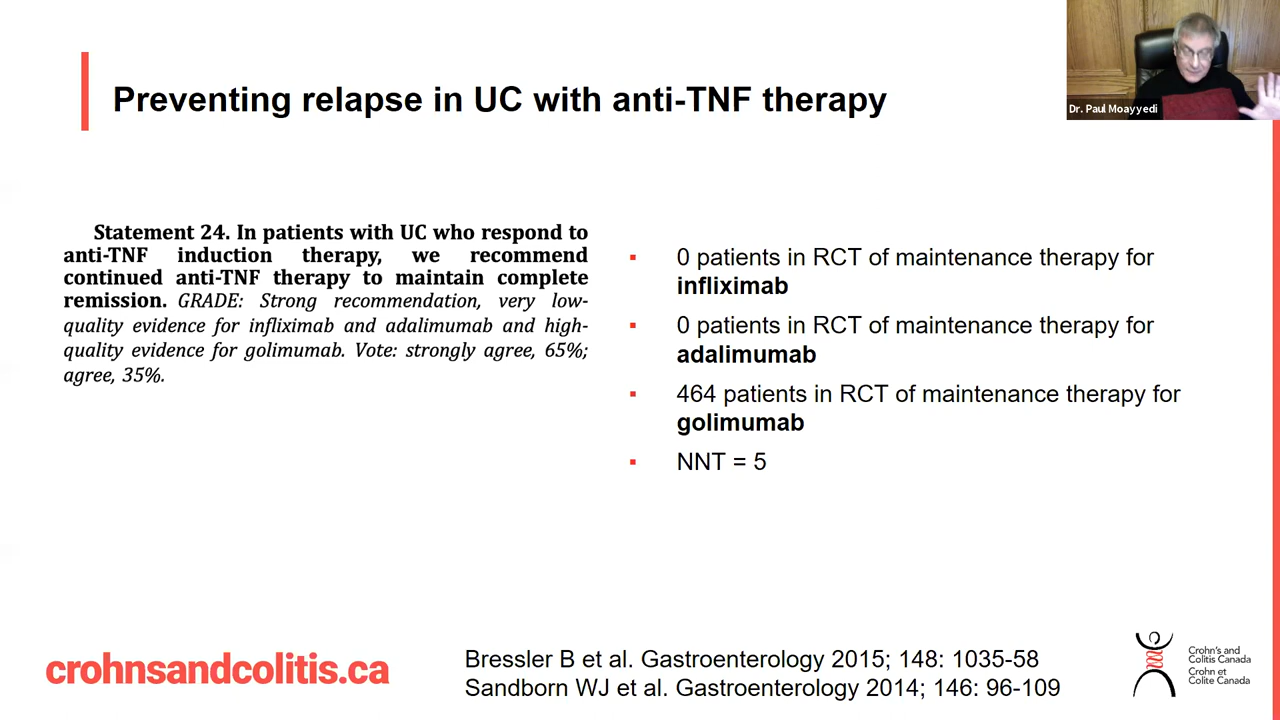 Dr. Paul Moayyedi
Preventing relapse in UC with anti-TNF therapy
Statement 24. In patients with UC who respond to
anti-TNF induction therapy, we recommend
continued anti-TNF therapy to maintain complete
remission. GRADE: Strong recommendation, very low-
quality evidence for infliximab and adalimumab and high-
quality evidence for golimumab. Vote: strongly agree, 65%;
agree, 35%.
▪ 0 patients in RCT of maintenance therapy for
infliximab
▪ 0 patients in RCT of maintenance therapy for
adalimumab
▪ 464 patients in RCT of maintenance therapy for
golimumab
▪ NNT = 5
crohnsandcolitis.ca
Bressler B et al. Gastroenterology 2015; 148: 1035-58
Sandborn WJ et al. Gastroenterology 2014; 146: 96-109
Crohn's and
Colitis Canada
Crohn et
Colite Canada